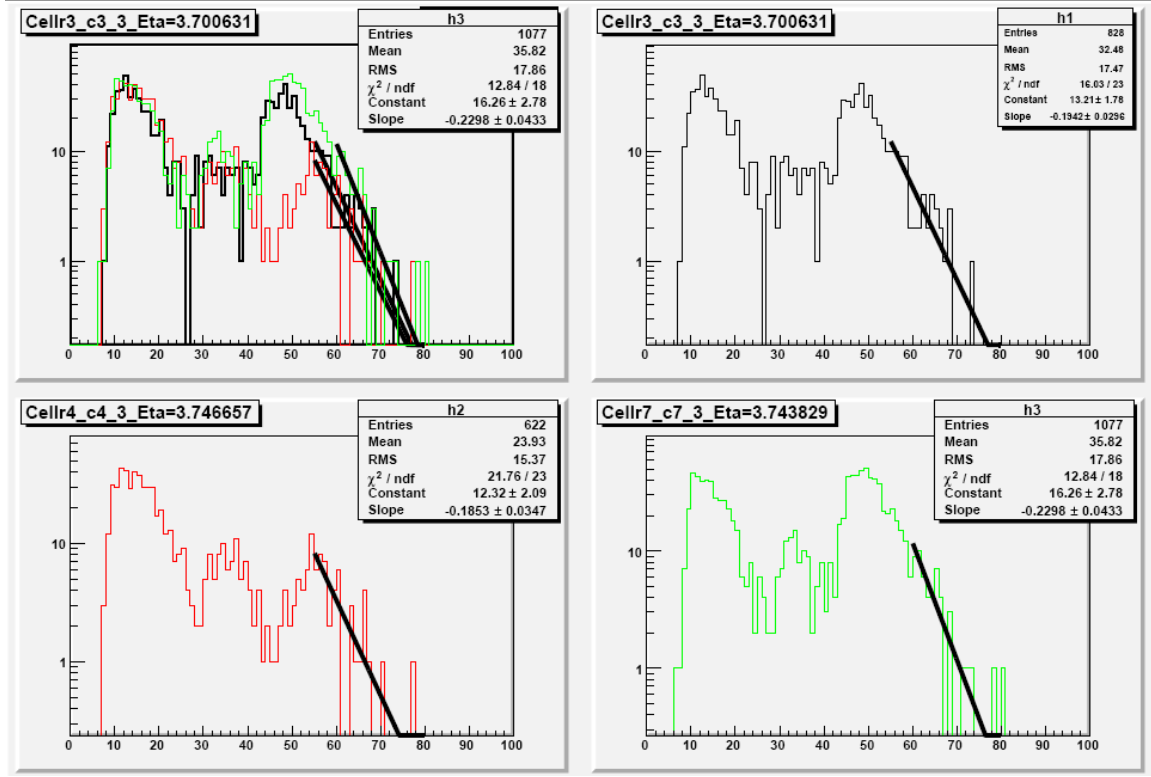 Cellr3_c3_3_Eta=3.700631
h3
Entries 1077
Mean 35.82
RMS 17.86
χ² / ndf 12.84 / 18
Constant 16.26 ± 2.78
Slope -0.2298 ± 0.0433
10
1
0 10 20 30 40 50 60 70 80 90 100
Cellr3_c3_3_Eta=3.700631
h1
Entries 828
Mean 32.48
RMS 17.47
χ² / ndf 16.03 / 23
Constant 13.21 ± 1.78
Slope -0.1942 ± 0.0296
10
1
0 10 20 30 40 50 60 70 80 90 100
Cellr4_c4_3_Eta=3.746657
h2
Entries 622
Mean 23.93
RMS 15.37
χ² / ndf 21.76 / 23
Constant 12.32 ± 2.09
Slope -0.1853 ± 0.0347
10
1
0 10 20 30 40 50 60 70 80 90 100
Cellr7_c7_3_Eta=3.743829
h3
Entries 1077
Mean 35.82
RMS 17.86
χ² / ndf 12.84 / 18
Constant 16.26 ± 2.78
Slope -0.2298 ± 0.0433
10
1
0 10 20 30 40 50 60 70 80 90 100